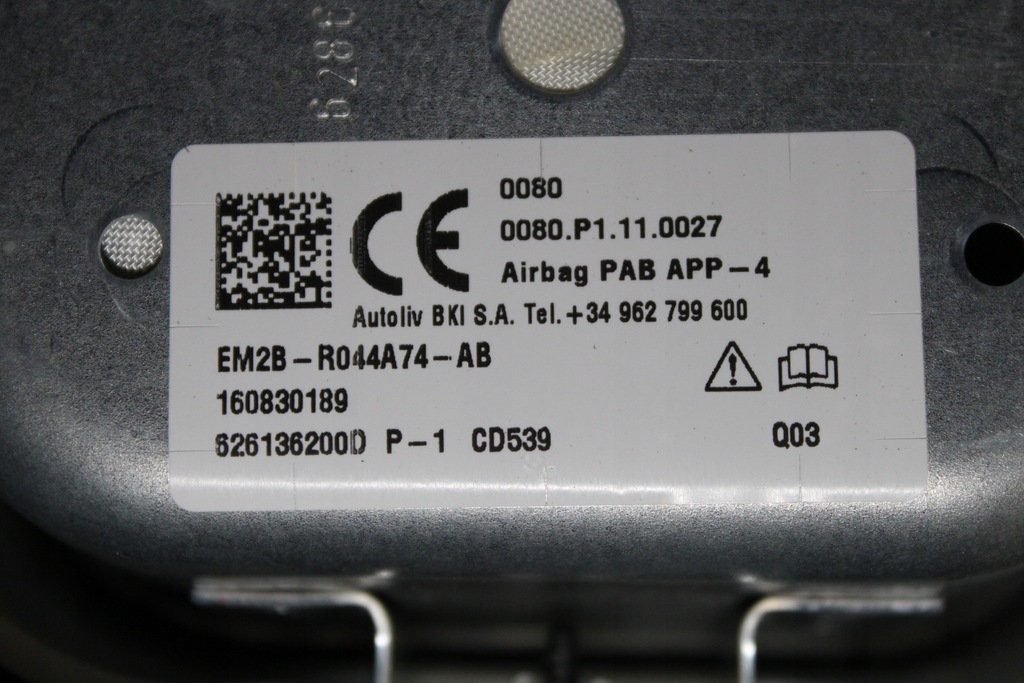 6286
CE
0080
0080.P1.11.0027
Airbag PAB APP-4
Autoliv BKI S.A. Tel.+34 962 799 600
EM2B-R044A74-AB
160830189
626136200D P-1 CD539
Q03